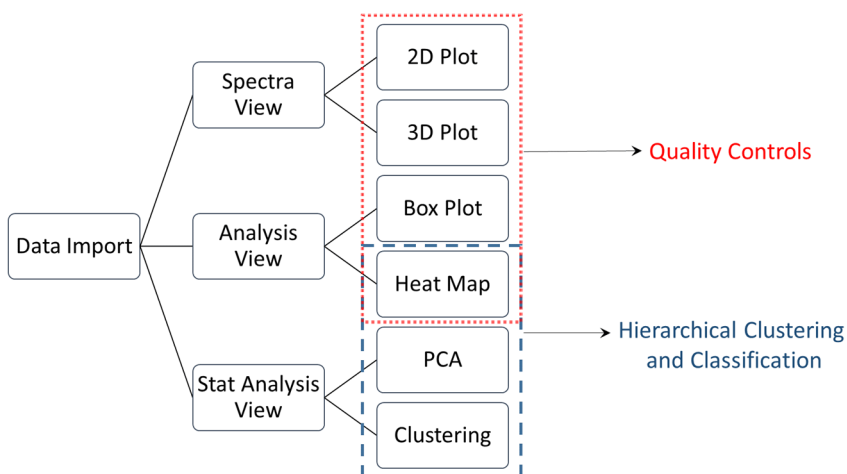 Data Import
Spectra
View
Analysis
View
Stat Analysis
View
2D Plot
3D Plot
Box Plot
Heat Map
PCA
Clustering
Quality Controls
Hierarchical Clustering
and Classification